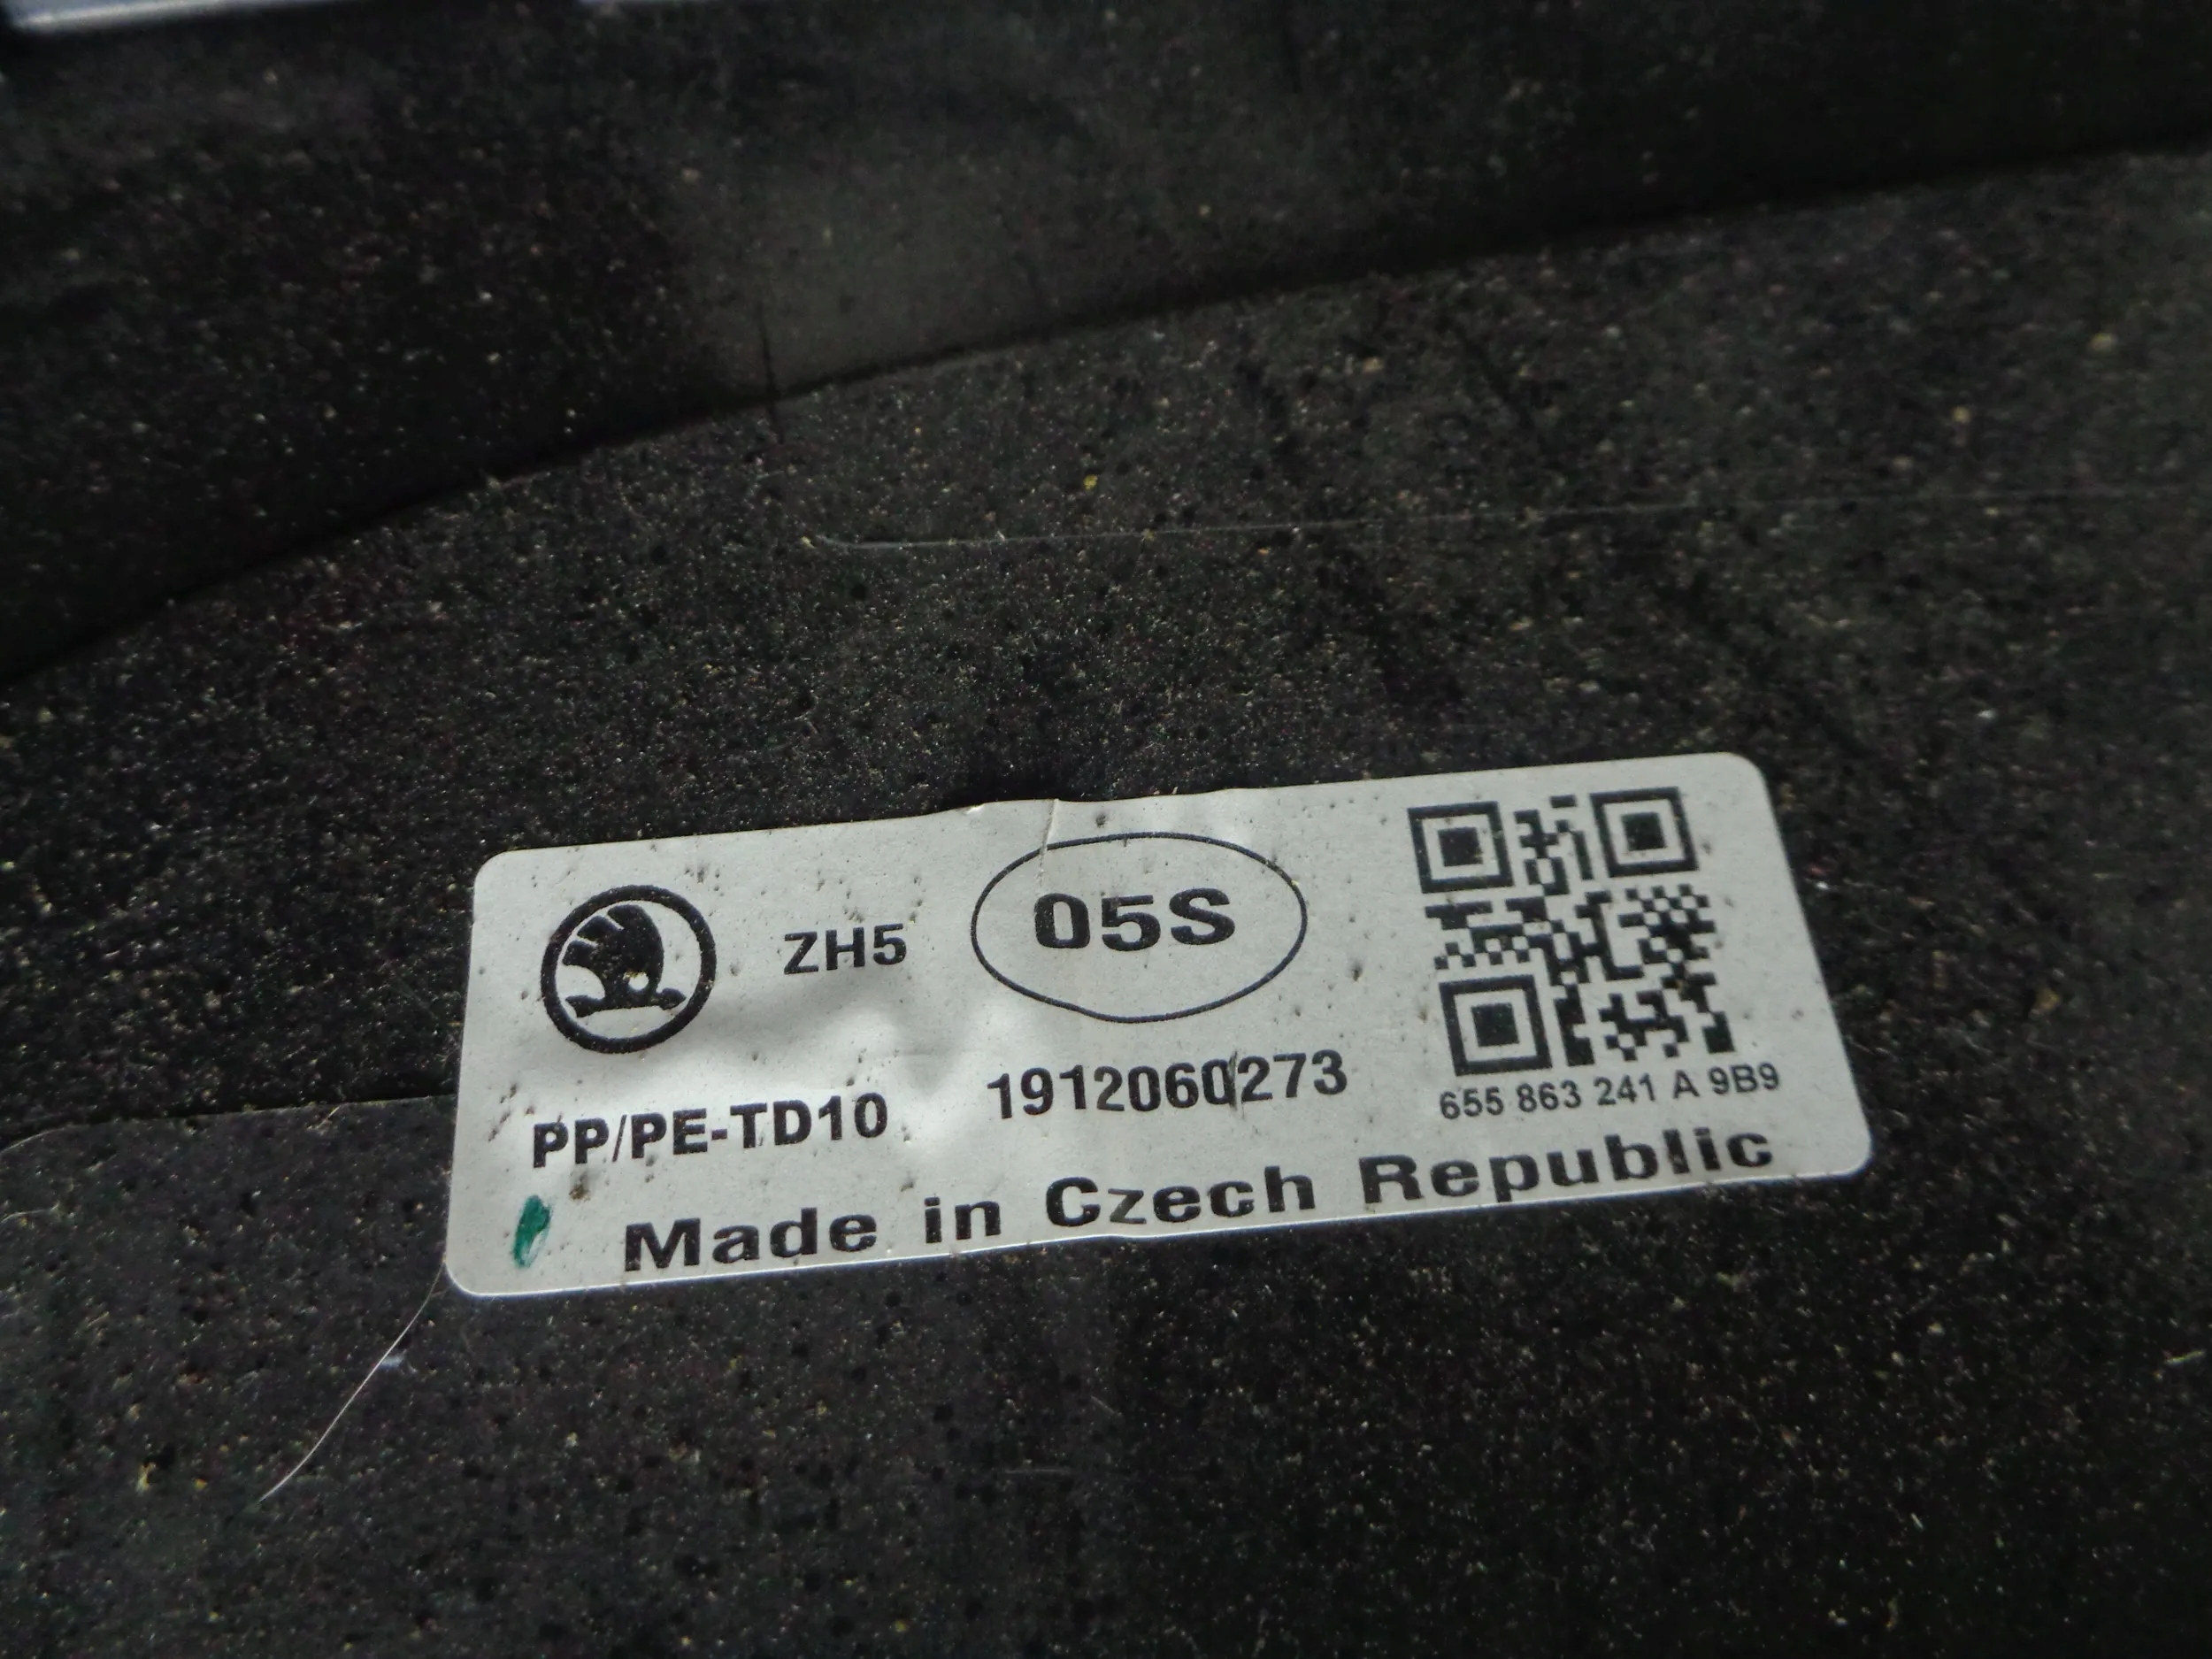 ZH5
05S
PP/PE-TD10
1912060273
655 863 241 A 9B9
Made in Czech Republic